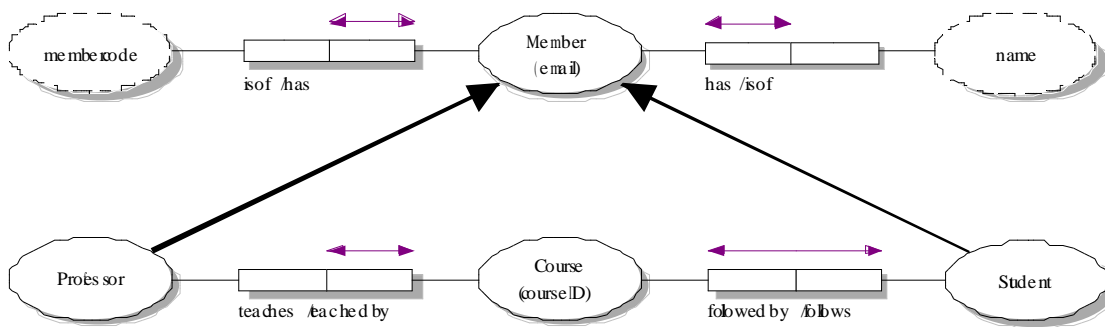 membercode
isof /has
Member
(email)
has /isof
name
Professor
teaches /teached by
Course
(courseID)
followed by /follows
Student